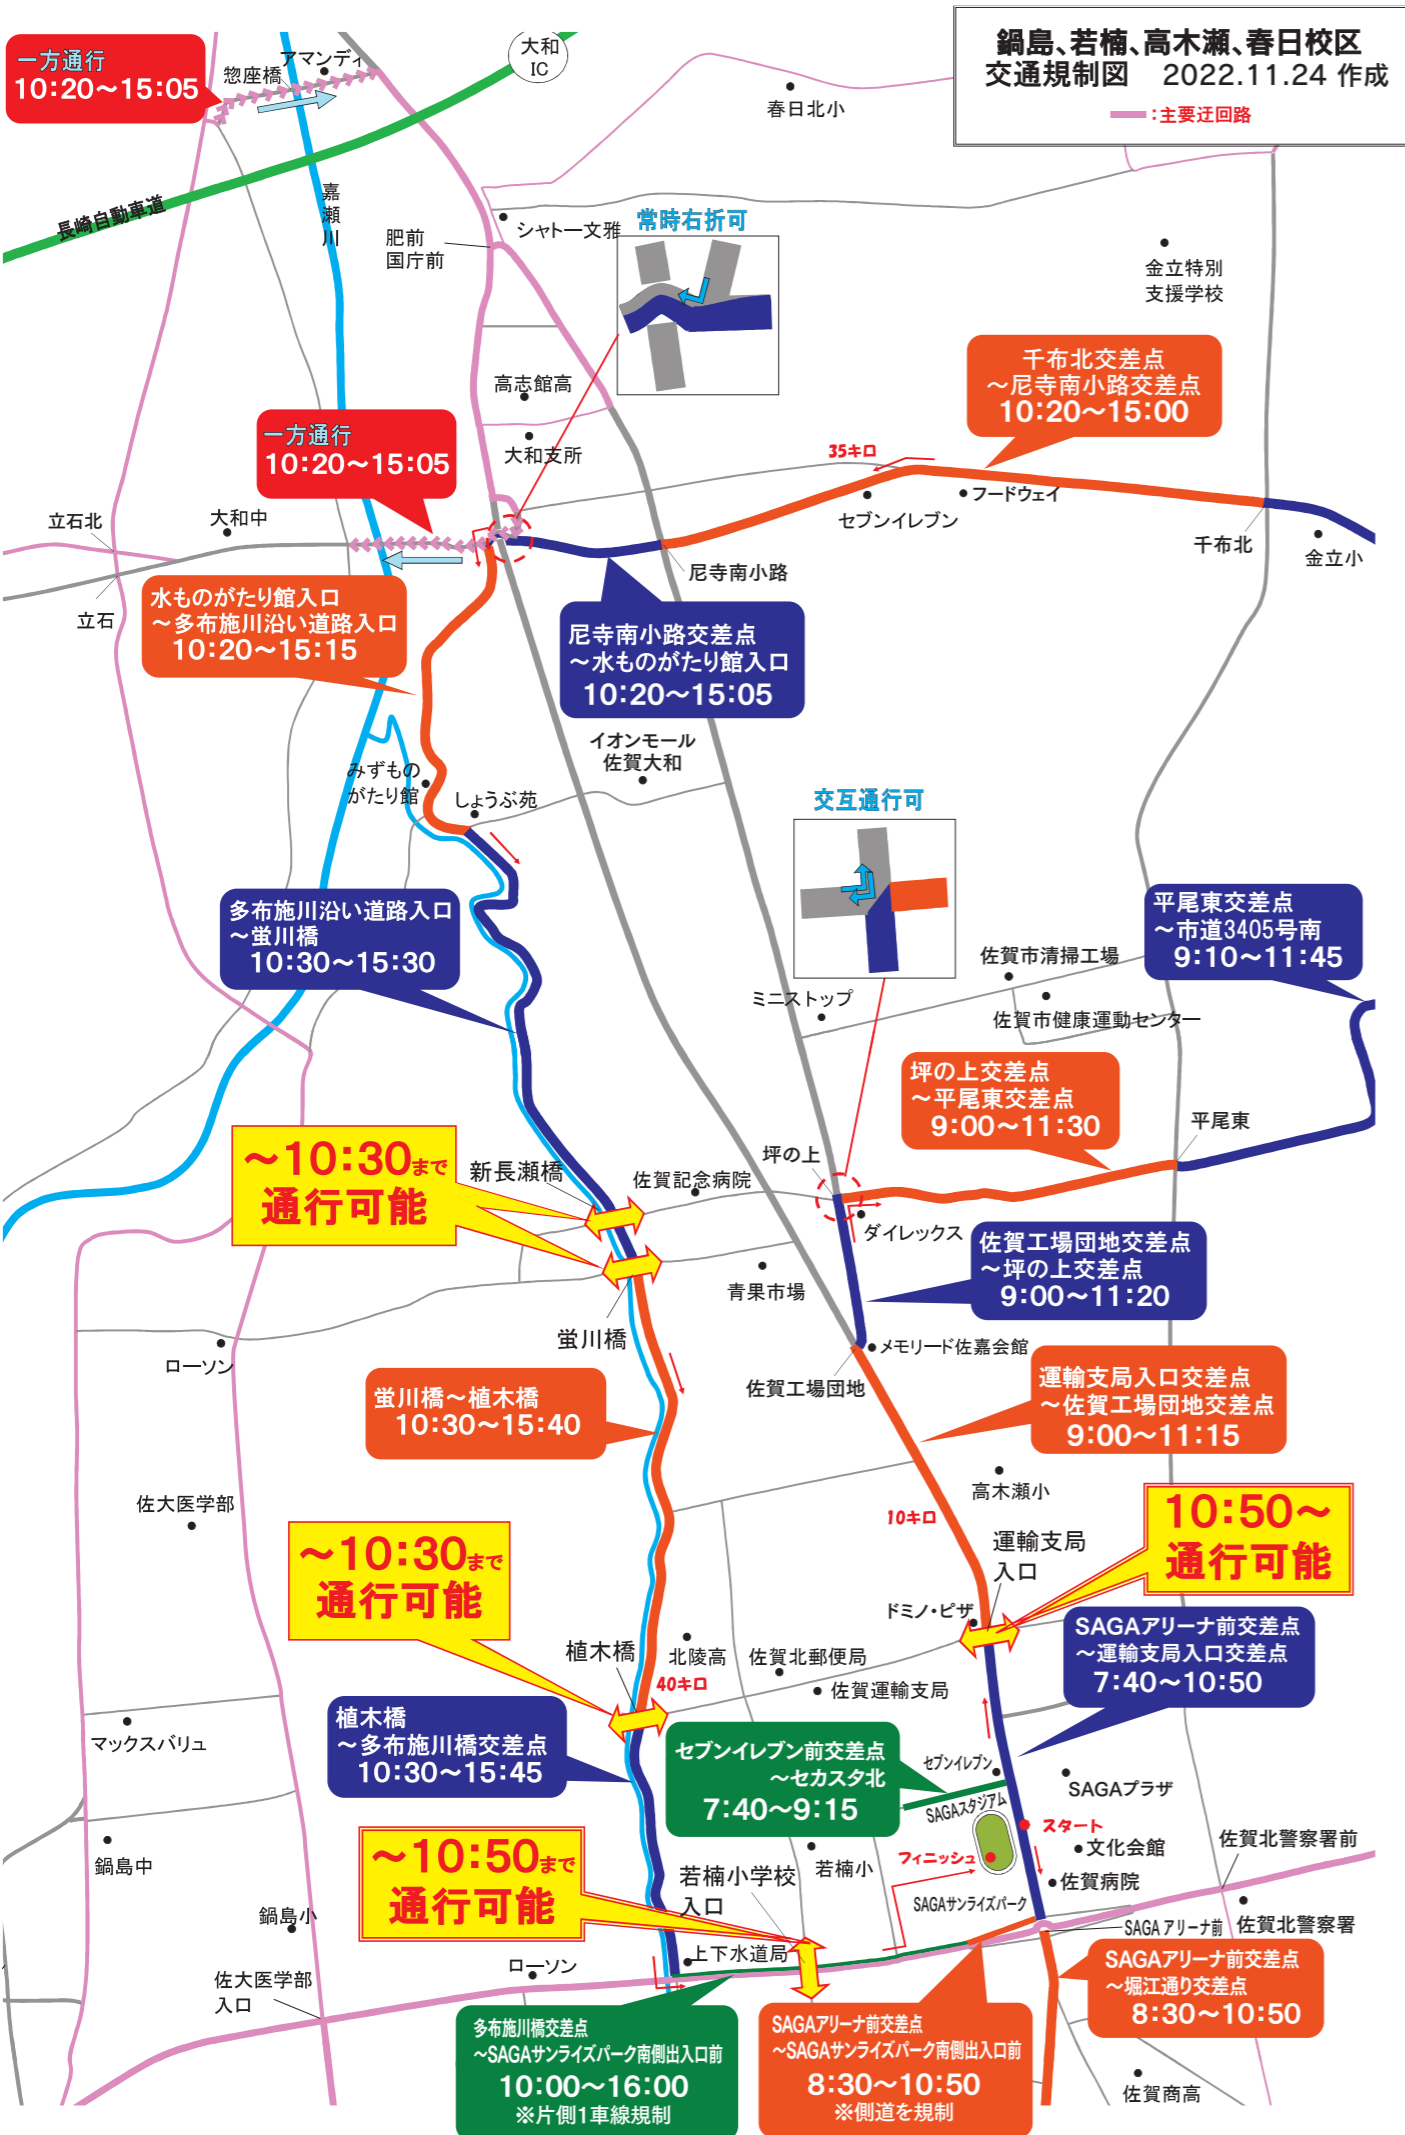 鍋島、若楠、高木瀬、春日校区
交通規制図 2022.11.24 作成
:主要迂回路
一方通行
10:20〜15:05
惣座橋
アマンディ
大和
IC
春日北小
長崎自動車道
嘉瀬川
肥前
国庁前
シャトー文雅
常時右折可
金立特別
支援学校
高志館高
大和支所
千布北交差点
〜尼寺南小路交差点
10:20〜15:00
一方通行
10:20〜15:05
35キロ
セブンイレブン
フードウェイ
立石北
大和中
千布北
金立小
尼寺南小路
立石
水ものがたり館入口
〜多布施川沿い道路入口
10:20〜15:15
尼寺南小路交差点
〜水ものがたり館入口
10:20〜15:05
イオンモール
佐賀大和
みずもの
がたり館
しょうぶ苑
交互通行可
多布施川沿い道路入口
〜蛍川橋
10:30〜15:30
平尾東交差点
〜市道3405号南
9:10〜11:45
佐賀市清掃工場
ミニストップ
佐賀市健康運動センター
坪の上交差点
〜平尾東交差点
9:00〜11:30
平尾東
〜10:30まで
通行可能
新長瀬橋
佐賀記念病院
坪の上
ダイレックス
佐賀工場団地交差点
〜坪の上交差点
9:00〜11:20
青果市場
蛍川橋
ローソン
メモリード佐嘉会館
佐賀工場団地
蛍川橋〜植木橋
10:30〜15:40
運輸支局入口交差点
〜佐賀工場団地交差点
9:00〜11:15
高木瀬小
佐大医学部
10キロ
10:50〜
通行可能
〜10:30まで
通行可能
運輸支局
入口
ドミノ・ピザ
SAGAアリーナ前交差点
〜運輸支局入口交差点
7:40〜10:50
植木橋
北陵高
佐賀北郵便局
40キロ
佐賀運輸支局
マックスバリュ
植木橋
〜多布施川橋交差点
10:30〜15:45
セブンイレブン前交差点
〜セカスタ北
7:40〜9:15
セブンイレブン
SAGAプラザ
SAGAスタジアム
スタート
文化会館
佐賀北警察署前
鍋島中
〜10:50まで
通行可能
若楠小学校
入口
若楠小
フィニッシュ
佐賀病院
SAGAサンライズパーク
鍋島小
SAGA アリーナ前
佐賀北警察署
佐大医学部
入口
ローソン
上下水道局
SAGAアリーナ前交差点
〜堀江通り交差点
8:30〜10:50
多布施川橋交差点
〜SAGAサンライズパーク南側出入口前
10:00〜16:00
※片側1車線規制
SAGAアリーナ前交差点
〜SAGAサンライズパーク南側出入口前
8:30〜10:50
※側道を規制
佐賀商高